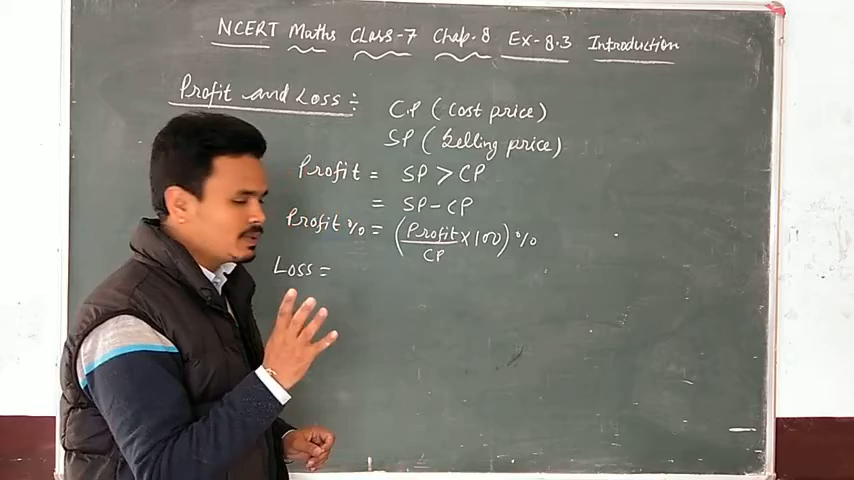 NCERT Maths Class-7 Chap. 8 Ex-8.3 Introduction
Profit and Loss :-
C.P (Cost price)
SP (Selling price)
Profit = SP > CP
= SP - CP
Profit % = (Profit/CP × 100) %
Loss =